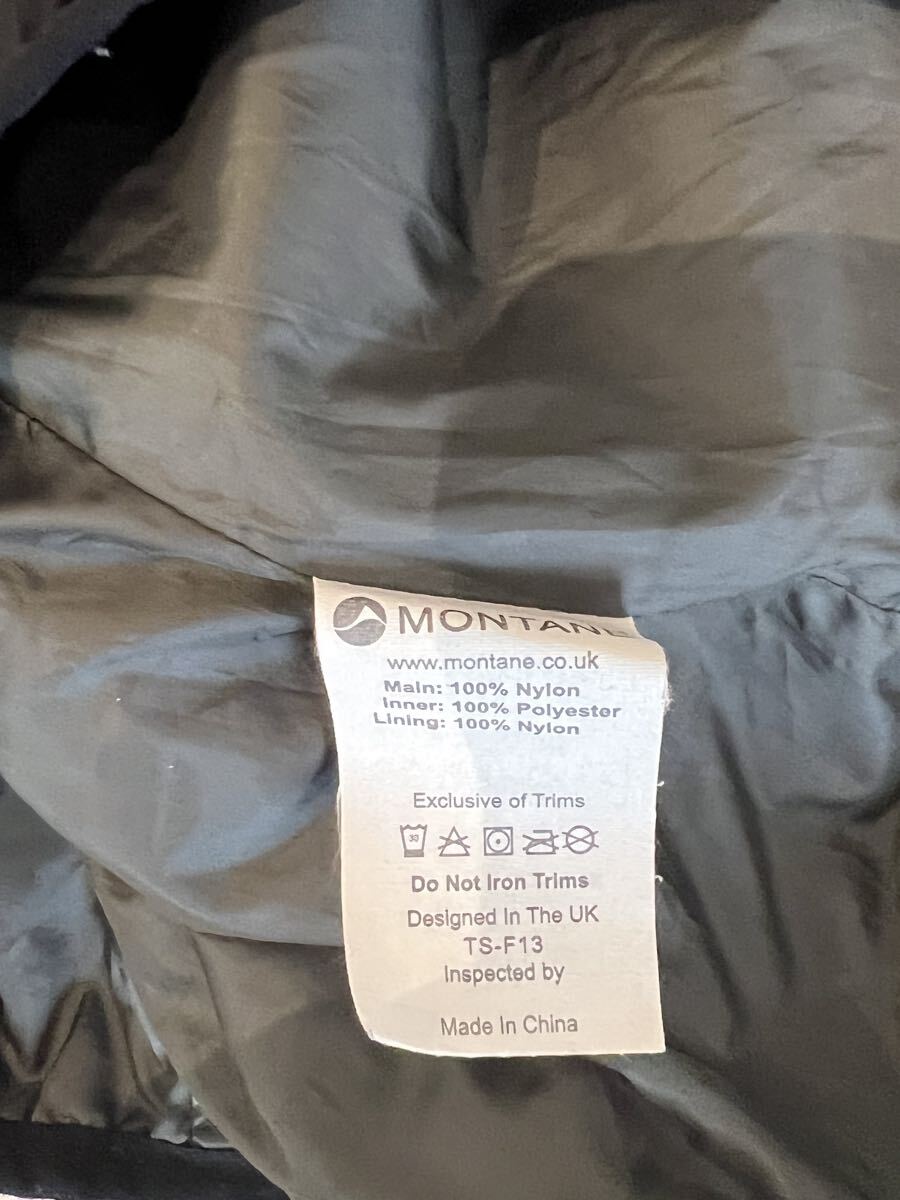 MONTANE
www.montane.co.uk
Main: 100% Nylon
Inner: 100% Polyester
Lining: 100% Nylon
Exclusive of Trims
30
Do Not Iron Trims
Designed In The UK
TS-F13
Inspected by
Made In China